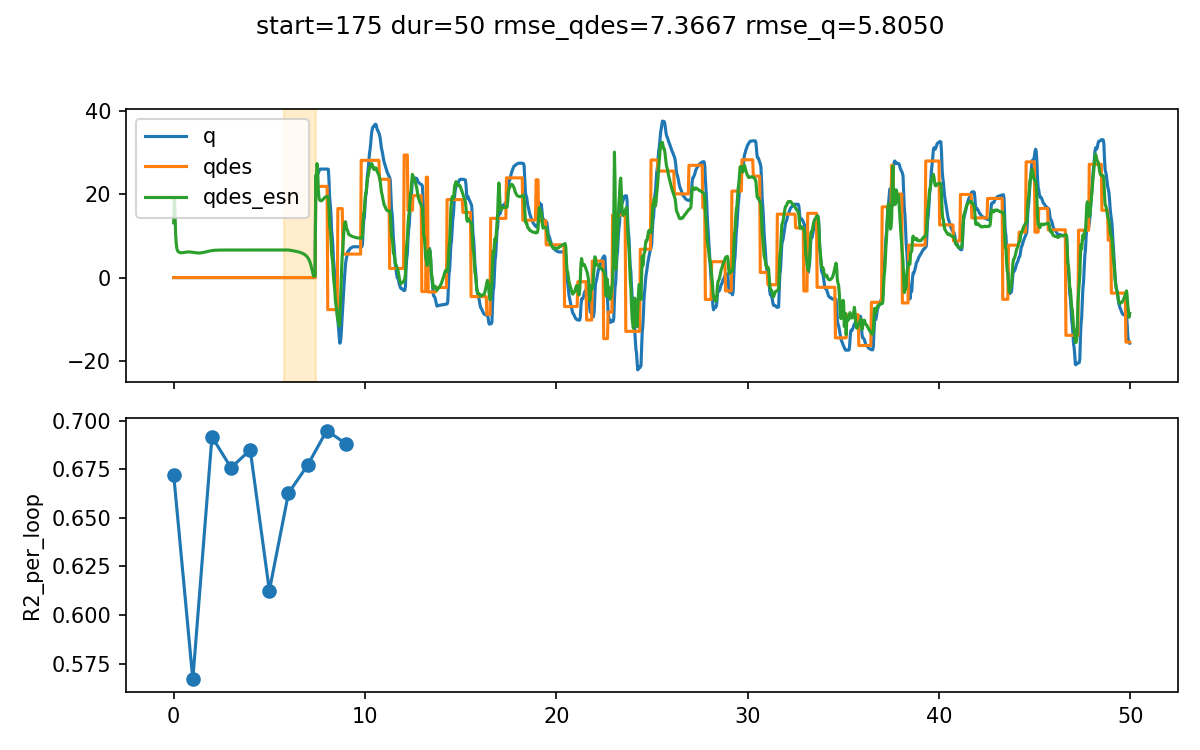 start=175 dur=50 rmse_qdes=7.3667 rmse_q=5.8050
40
20
0
−20
q
qdes
qdes_esn
0.700
0.675
0.650
0.625
0.600
0.575
R2_per_loop
0 10 20 30 40 50